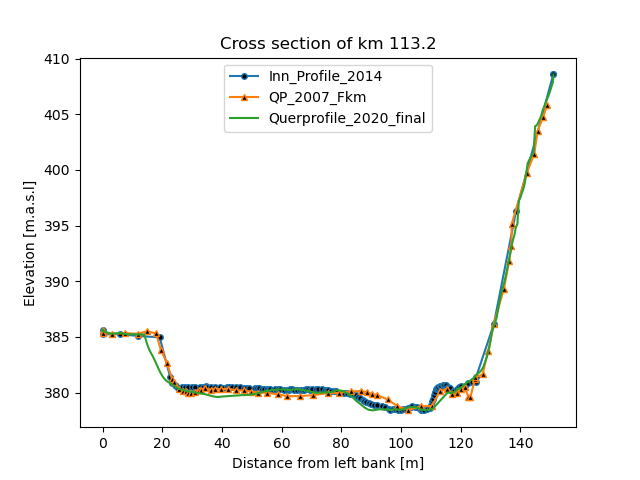 Cross section of km 113.2
Inn_Profile_2014
QP_2007_Fkm
Querprofile_2020_final
Elevation [m.a.s.l]
410
405
400
395
390
385
380
0 20 40 60 80 100 120 140
Distance from left bank [m]